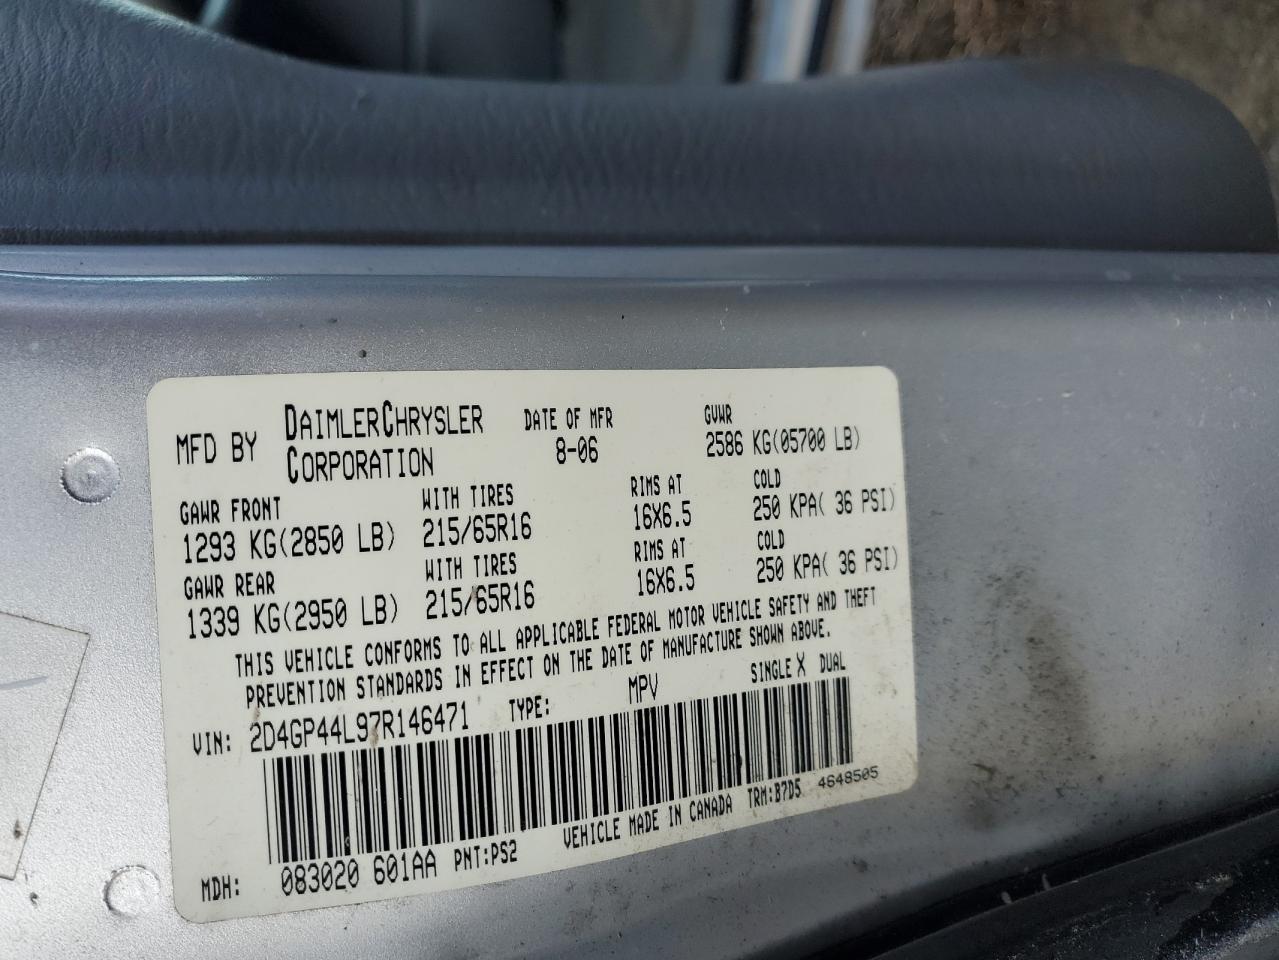 MFD BY DAIMLERCHRYSLER CORPORATION DATE OF MFR 8-06 GVWR 2586 KG(05700 LB)
GAWR FRONT WITH TIRES RIMS AT COLD
1293 KG(2850 LB) 215/65R16 16X6.5 250 KPA( 36 PSI)
GAWR REAR WITH TIRES RIMS AT COLD
1339 KG(2950 LB) 215/65R16 16X6.5 250 KPA( 36 PSI)
THIS VEHICLE CONFORMS TO ALL APPLICABLE FEDERAL MOTOR VEHICLE SAFETY AND THEFT
PREVENTION STANDARDS IN EFFECT ON THE DATE OF MANUFACTURE SHOWN ABOVE.
VIN: 2D4GP44L97R146471 TYPE: MPV SINGLE X DUAL
VEHICLE MADE IN CANADA TRM:B7D5 4648505
MDH: 083020 601AA PNT:PS2